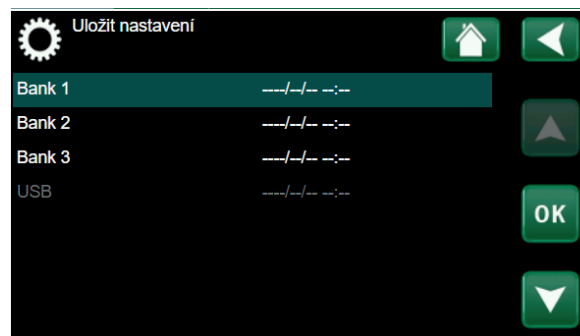 Uložit nastavení
Bank 1 ----/--/-- --:--
Bank 2 ----/--/-- --:--
Bank 3 ----/--/-- --:--
USB ----/--/-- --:--
OK